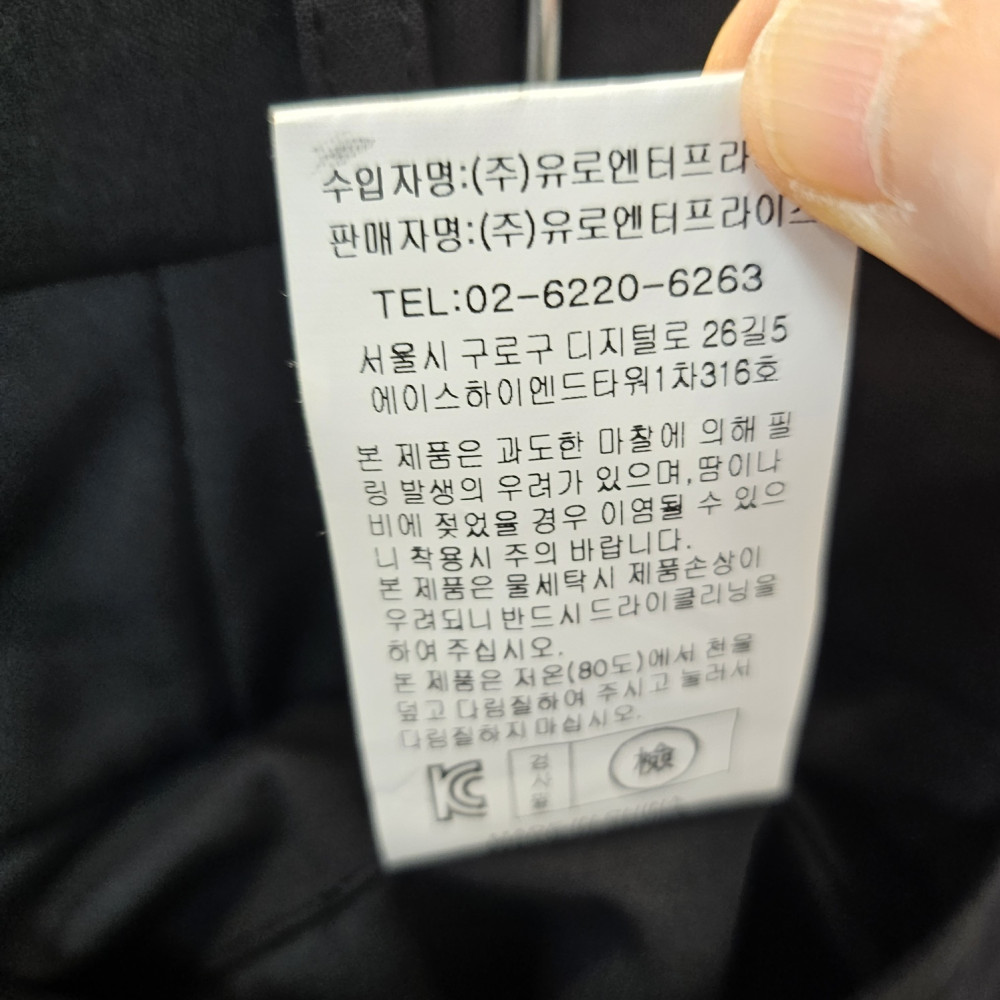 수입자명:(주)유로엔터프라
판매자명:(주)유로엔터프라이즈
TEL:02-6220-6263
서울시 구로구 디지털로 26길5
에이스하이엔드타워1차316호
본 제품은 과도한 마찰에 의해 필
링 발생의 우려가 있으며,땀이나
비에 젖었을 경우 이염될 수 있으
니 착용시 주의 바랍니다.
본 제품은 물세탁시 제품손상이
우려되니 반드시 드라이클리닝을
하여 주십시오.
본 제품은 저온(80도)에서 천을
덮고 다림질하여 주시고 눌러서
다림질하지 마십시오.
KC 검사필 檢